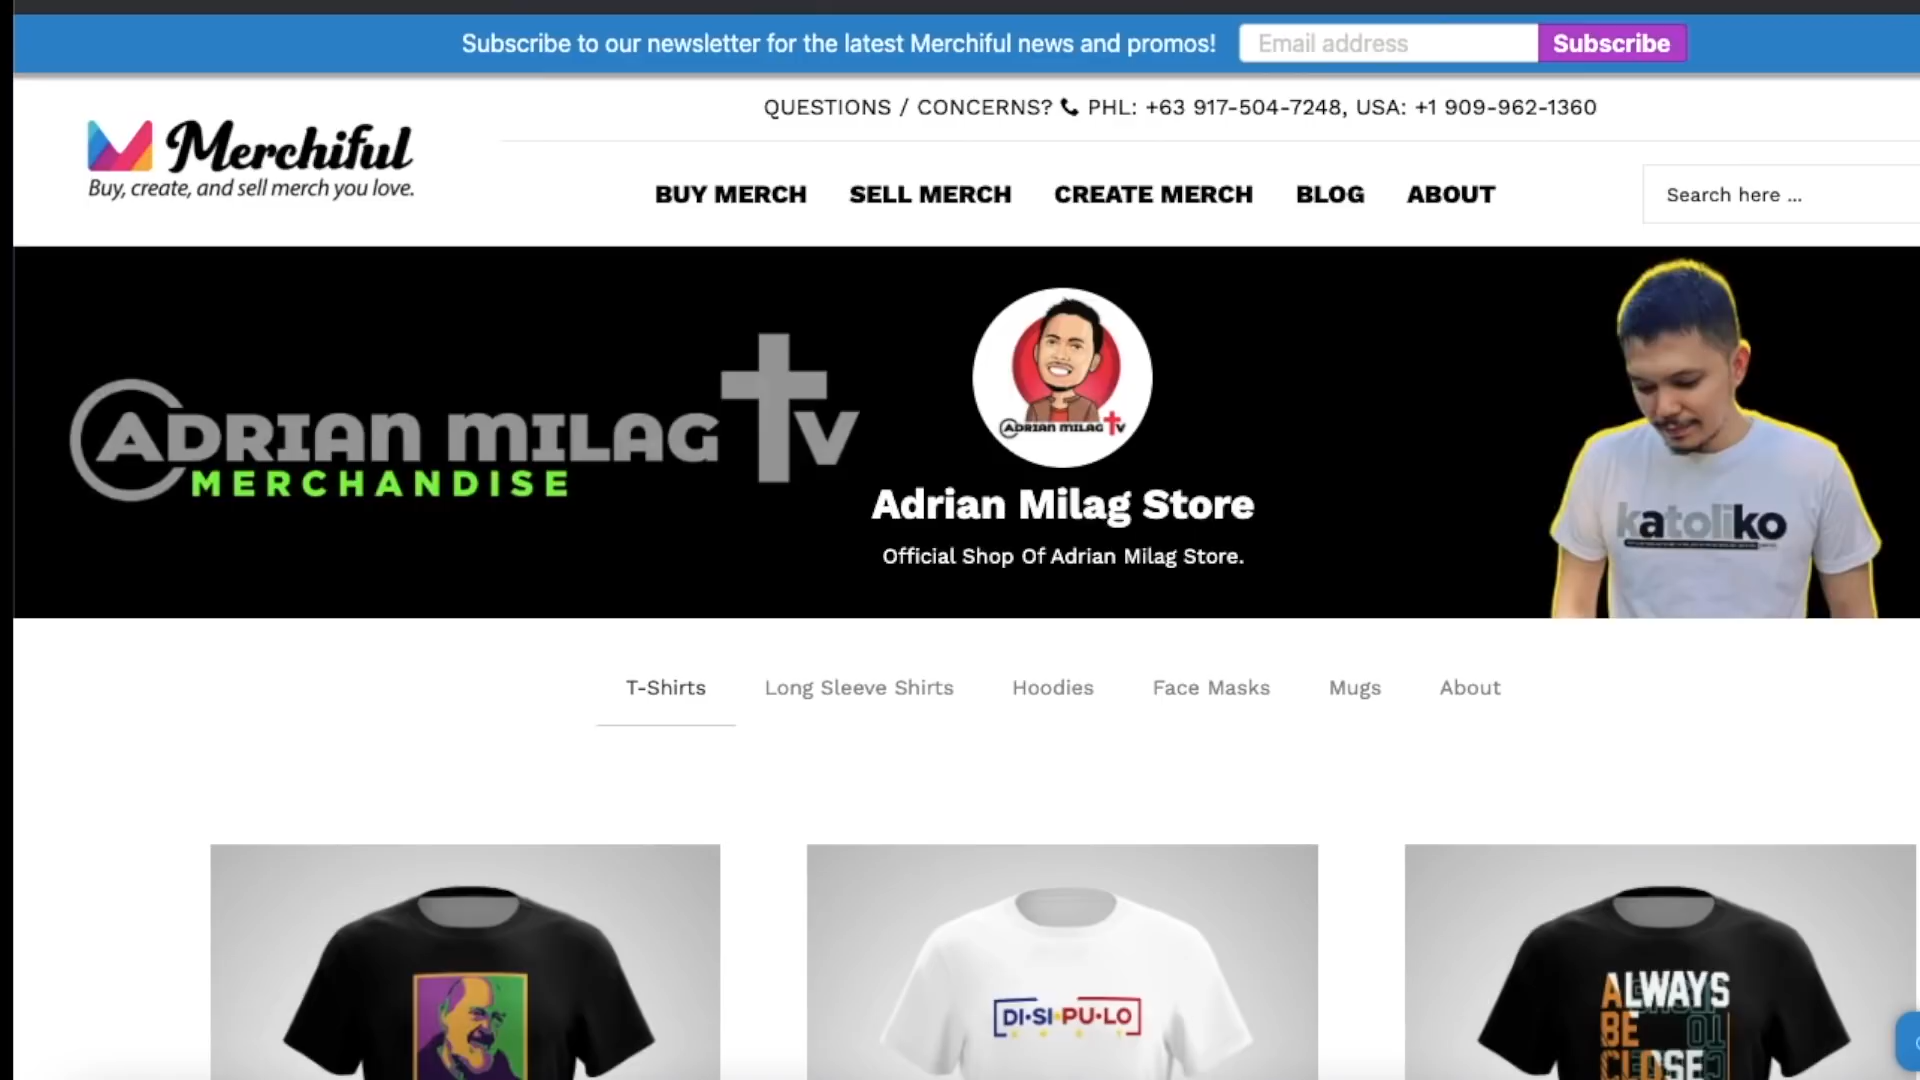 Subscribe to our newsletter for the latest Merchiful news and promos! Email address Subscribe
QUESTIONS / CONCERNS? PHL: +63 917-504-7248, USA: +1 909-962-1360
Merchiful
Buy, create, and sell merch you love.
BUY MERCH SELL MERCH CREATE MERCH BLOG ABOUT
Search here ...
ADRIAN MILAG TV
MERCHANDISE
ADRIAN MILAG TV
Adrian Milag Store
Official Shop Of Adrian Milag Store.
katoliko
T-Shirts Long Sleeve Shirts Hoodies Face Masks Mugs About
DI·SI·PU·LO
ALWAYS
BE
TO
CLOSE